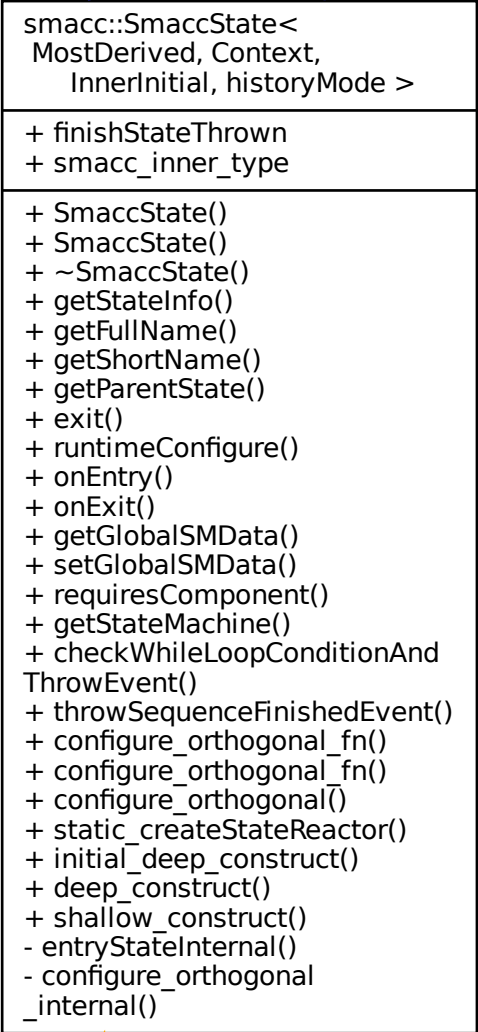 smacc::SmaccState<
MostDerived, Context,
InnerInitial, historyMode >
+ finishStateThrown
+ smacc_inner_type
+ SmaccState()
+ SmaccState()
+ ~SmaccState()
+ getStateInfo()
+ getFullName()
+ getShortName()
+ getParentState()
+ exit()
+ runtimeConfigure()
+ onEntry()
+ onExit()
+ getGlobalSMData()
+ setGlobalSMData()
+ requiresComponent()
+ getStateMachine()
+ checkWhileLoopConditionAnd
ThrowEvent()
+ throwSequenceFinishedEvent()
+ configure_orthogonal_fn()
+ configure_orthogonal_fn()
+ configure_orthogonal()
+ static_createStateReactor()
+ initial_deep_construct()
+ deep_construct()
+ shallow_construct()
- entryStateInternal()
- configure_orthogonal
_internal()